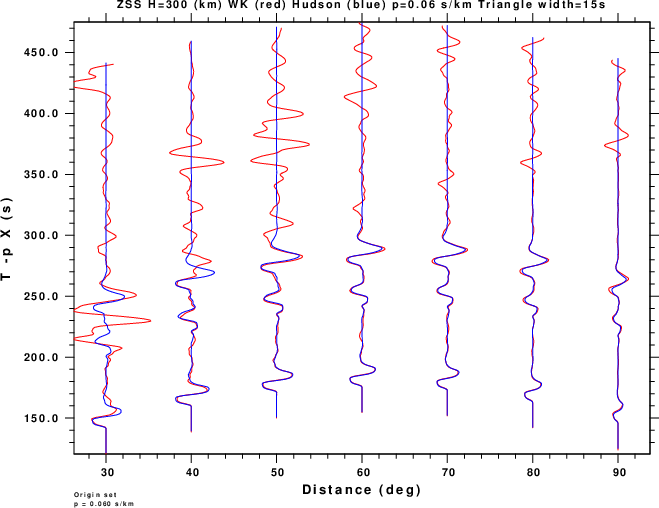 ZSS H=300 (km) WK (red) Hudson (blue) p=0.06 s/km Triangle width=15s
450.0
400.0
350.0
300.0
250.0
200.0
150.0
T -p X (s)
30 40 50 60 70 80 90
Distance (deg)
Origin set
p = 0.060 s/km